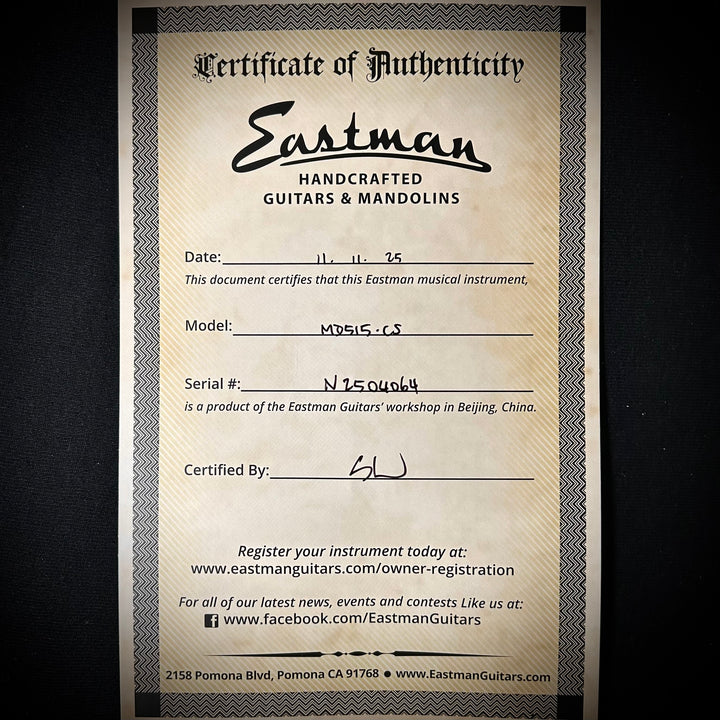 Certificate of Authenticity
Eastman
HANDCRAFTED
GUITARS & MANDOLINS
Date: 11. 11. 25
This document certifies that this Eastman musical instrument,
Model: MD515-CS
Serial #: N2504064
is a product of the Eastman Guitars' workshop in Beijing, China.
Certified By: SW
Register your instrument today at:
www.eastmanguitars.com/owner-registration
For all of our latest news, events and contests Like us at:
f www.facebook.com/EastmanGuitars
2158 Pomona Blvd, Pomona CA 91768 • www.EastmanGuitars.com